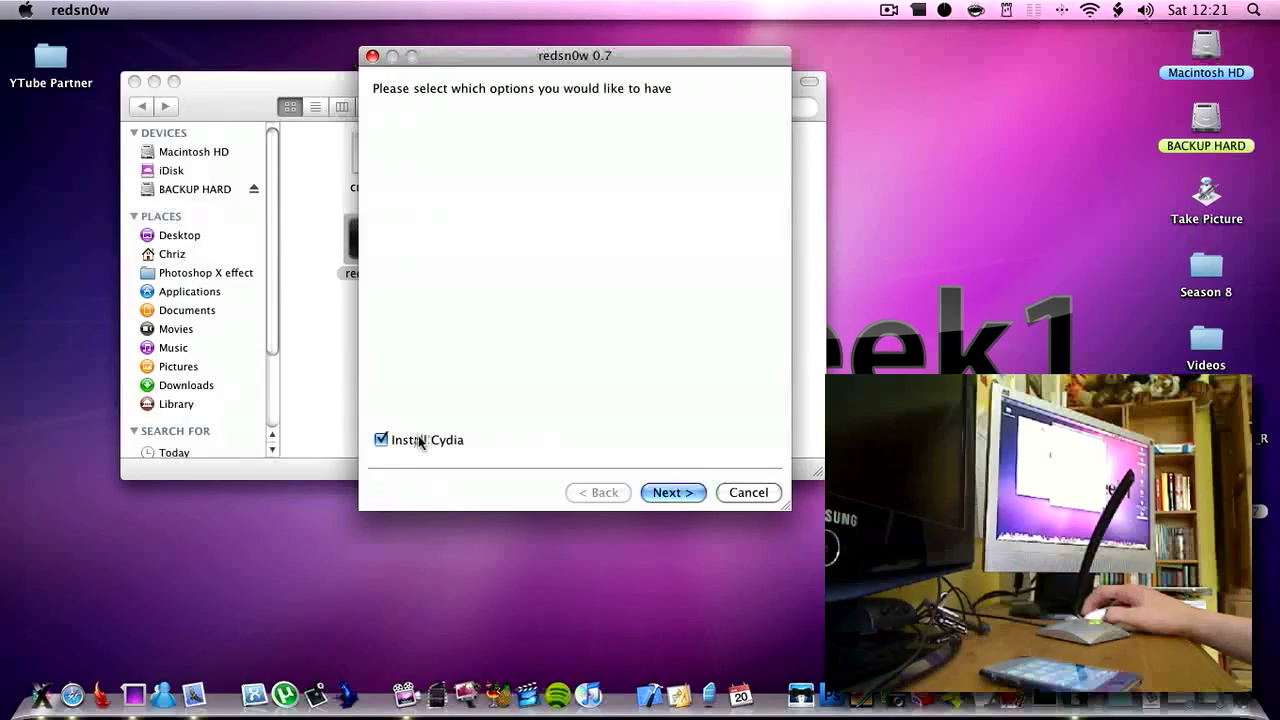 redsn0w
Sat 12:21
YTube Partner
redsn0w 0.7
Please select which options you would like to have
Install Cydia
< Back
Next >
Cancel
DEVICES
Macintosh HD
iDisk
BACKUP HARD
PLACES
Desktop
Chriz
Photoshop X effect
Applications
Documents
Movies
Music
Pictures
Downloads
Library
SEARCH FOR
Today
Macintosh HD
BACKUP HARD
Take Picture
Season 8
Videos
eek1
20